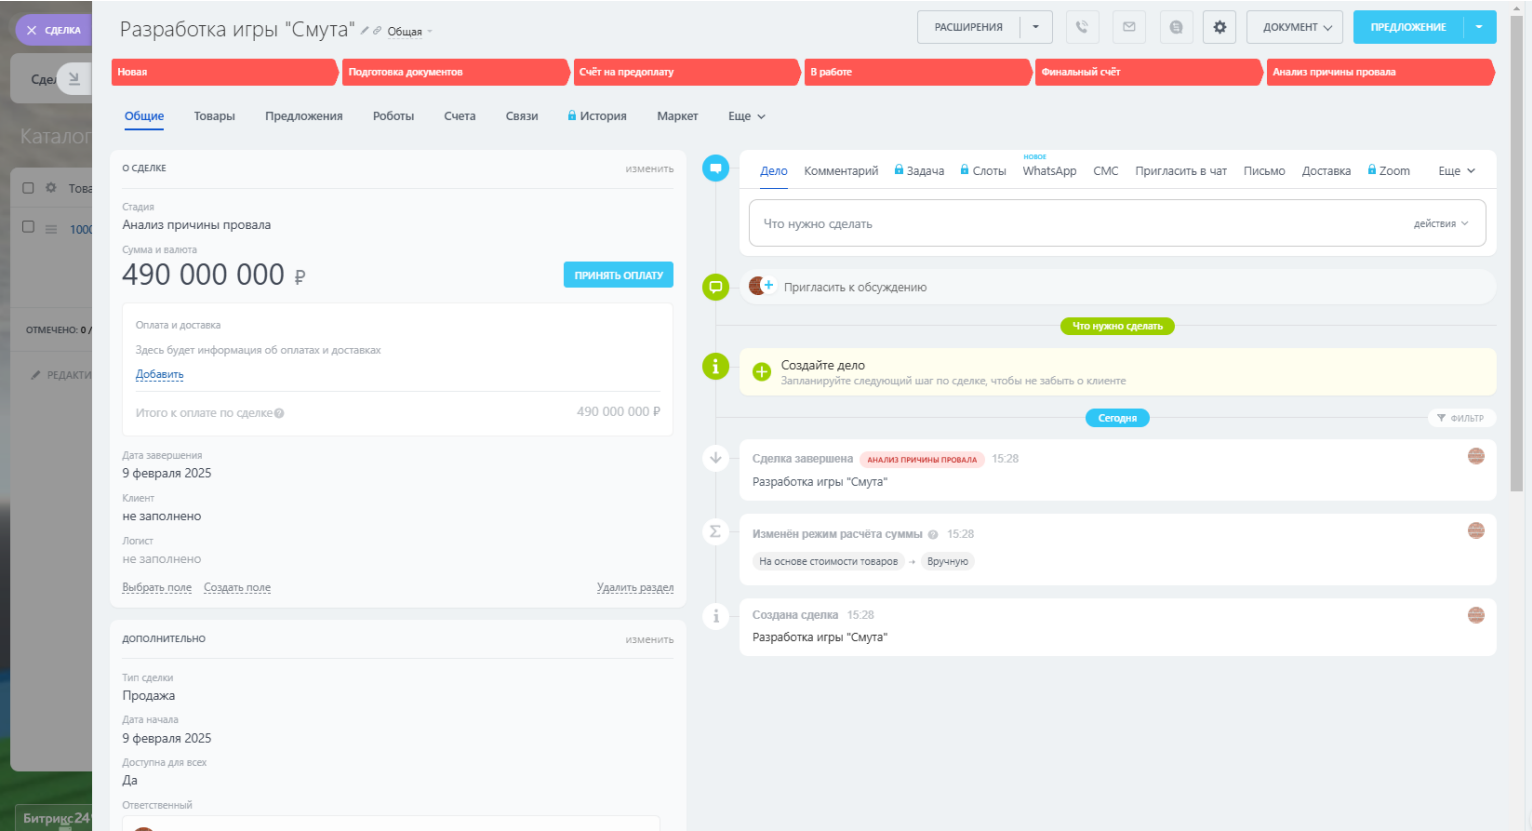 СДЕЛКА
Разработка игры "Смута"
Общая
РАСШИРЕНИЯ
ДОКУМЕНТ
ПРЕДЛОЖЕНИЕ
Новая
Подготовка документов
Счёт на предоплату
В работе
Финальный счёт
Анализ причины провала
Общие
Товары
Предложения
Роботы
Счета
Связи
История
Маркет
Еще
Сдел
Каталог
Това
1000
ОТМЕЧЕНО: 0 /
РЕДАКТИ
Битрикс24
О СДЕЛКЕ
изменить
Стадия
Анализ причины провала
Сумма и валюта
490 000 000 ₽
ПРИНЯТЬ ОПЛАТУ
Оплата и доставка
Здесь будет информация об оплатах и доставках
Добавить
Итого к оплате по сделке
490 000 000 ₽
Дата завершения
9 февраля 2025
Клиент
не заполнено
Логист
не заполнено
Выбрать поле
Создать поле
Удалить раздел
ДОПОЛНИТЕЛЬНО
изменить
Тип сделки
Продажа
Дата начала
9 февраля 2025
Доступна для всех
Да
Ответственный
НОВОЕ
Дело
Комментарий
Задача
Слоты
WhatsApp
СМС
Пригласить в чат
Письмо
Доставка
Zoom
Еще
Что нужно сделать
действия
Пригласить к обсуждению
Что нужно сделать
Создайте дело
Запланируйте следующий шаг по сделке, чтобы не забыть о клиенте
Сегодня
ФИЛЬТР
Сделка завершена АНАЛИЗ ПРИЧИНЫ ПРОВАЛА 15:28
Разработка игры "Смута"
Изменён режим расчёта суммы 15:28
На основе стоимости товаров → Вручную
Создана сделка 15:28
Разработка игры "Смута"